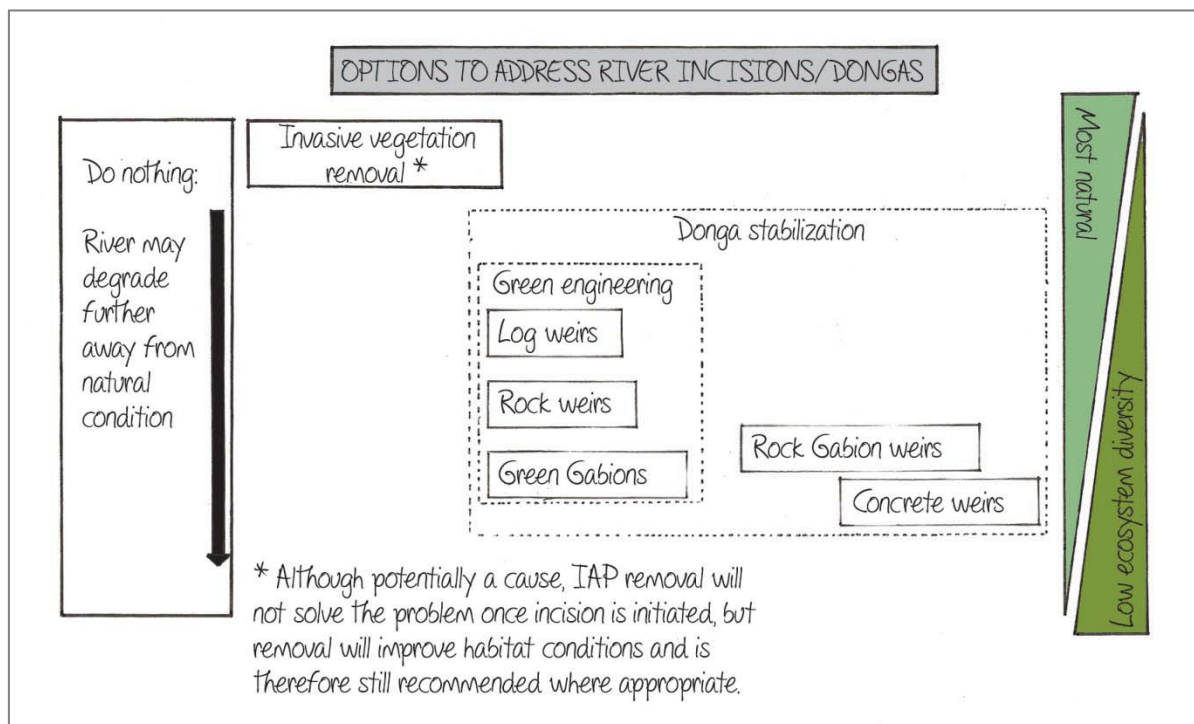 OPTIONS TO ADDRESS RIVER INCISIONS/DONGAS
Do nothing:
River may
degrade
further
away from
natural
condition
Invasive vegetation
removal *
Donga stabilization
Green engineering
Log weirs
Rock weirs
Green Gabions
Rock Gabion weirs
Concrete weirs
* Although potentially a cause, IAP removal will
not solve the problem once incision is initiated, but
removal will improve habitat conditions and is
therefore still recommended where appropriate.
Most natural
Low ecosystem diversity